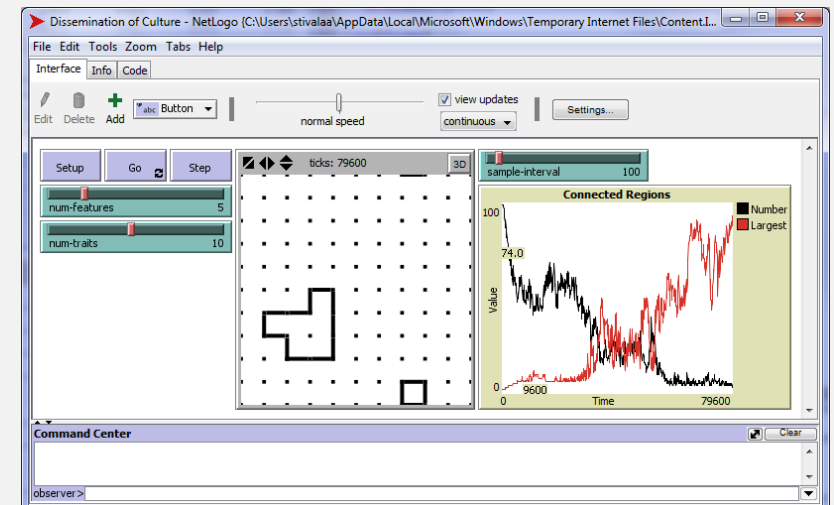 Dissemination of Culture - NetLogo {C:\Users\stivalaa\AppData\Local\Microsoft\Windows\Temporary Internet Files\Content.I...
File Edit Tools Zoom Tabs Help
Interface Info Code
Edit Delete Add abc Button normal speed view updates continuous Settings...
Setup Go Step
num-features 5
num-traits 10
ticks: 79600 3D
sample-interval 100
Connected Regions
100
74.0
Value
0 9600
0 Time 79600
Number
Largest
Command Center Clear
observer>